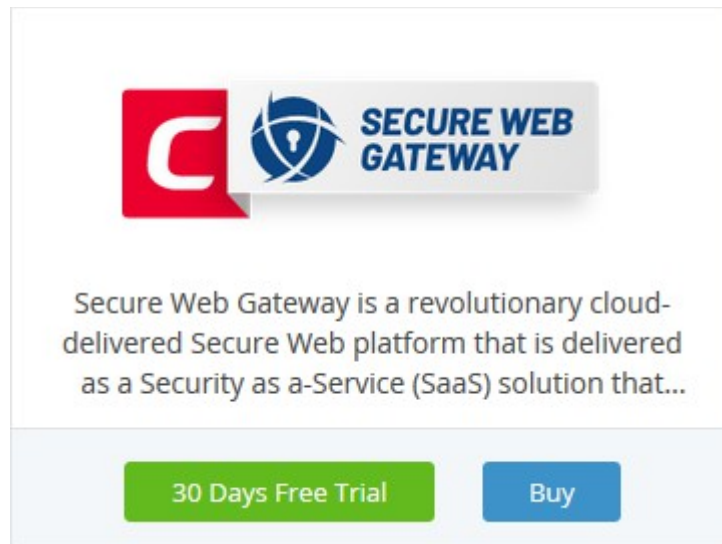 C
SECURE WEB
GATEWAY
Secure Web Gateway is a revolutionary cloud-
delivered Secure Web platform that is delivered
as a Security as a-Service (SaaS) solution that...
30 Days Free Trial
Buy